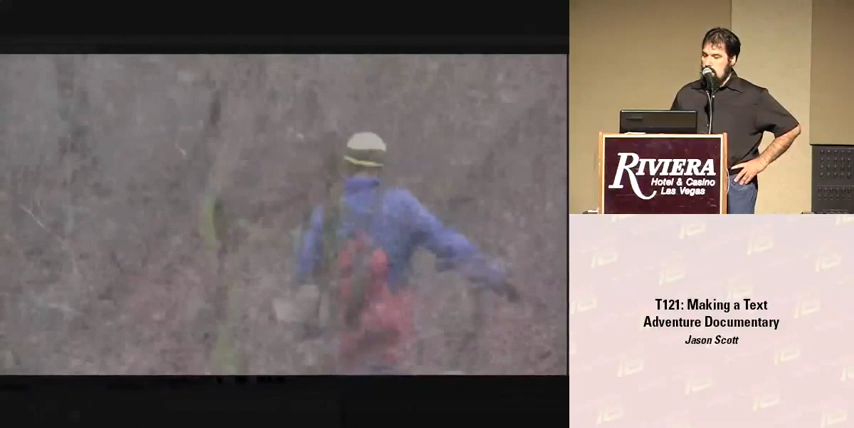 RIVIERA
Hotel & Casino
Las Vegas
T121: Making a Text
Adventure Documentary
Jason Scott